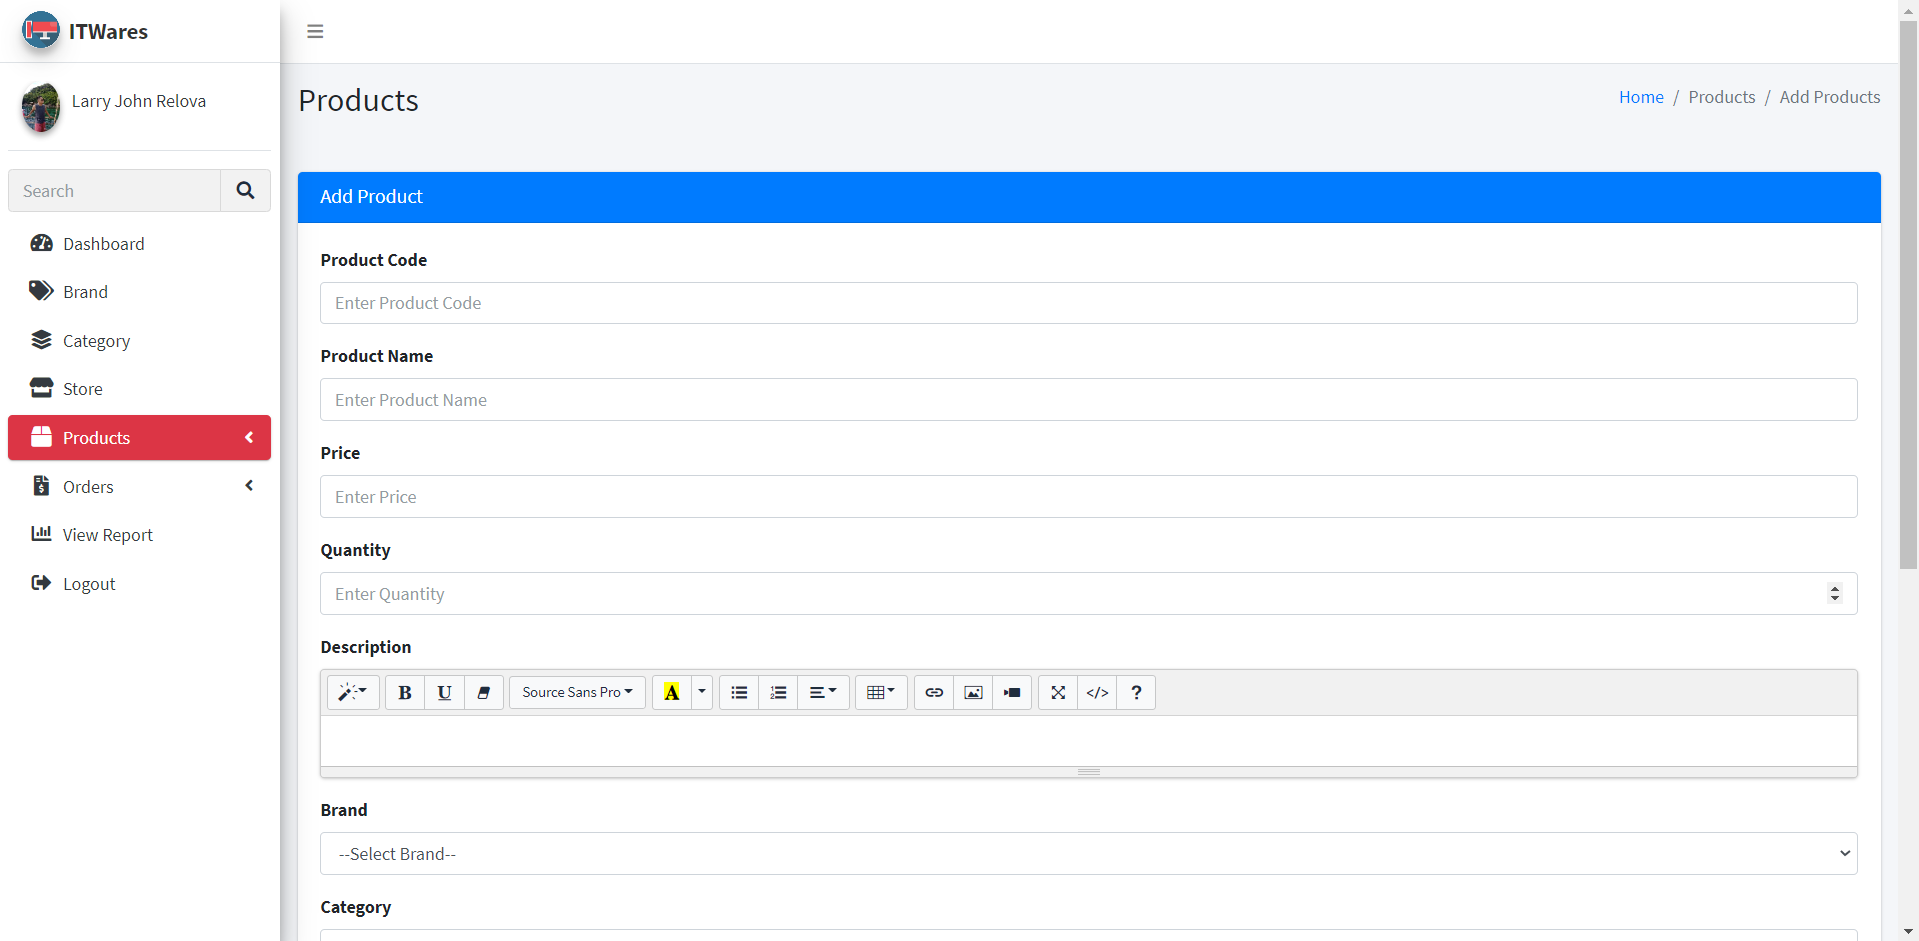 ITWares
Larry John Relova
Search
Dashboard
Brand
Category
Store
Products
Orders
View Report
Logout
Products
Home / Products / Add Products
Add Product
Product Code
Enter Product Code
Product Name
Enter Product Name
Price
Enter Price
Quantity
Enter Quantity
Description
B U Source Sans Pro A </> ?
Brand
--Select Brand--
Category